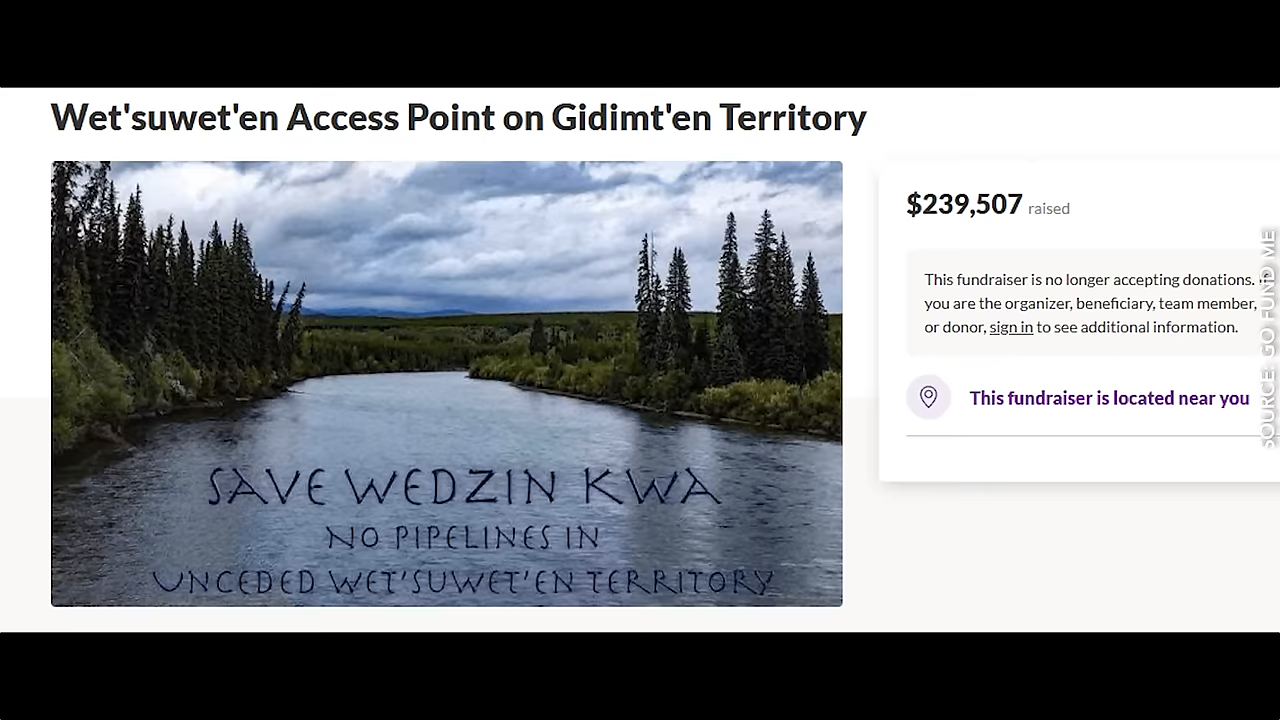 Wet'suwet'en Access Point on Gidimt'en Territory
SAVE WEDZIN KWA
NO PIPELINES IN
UNCEDED WET'SUWET'EN TERRITORY
$239,507 raised
This fundraiser is no longer accepting donations. If
you are the organizer, beneficiary, team member,
or donor, sign in to see additional information.
This fundraiser is located near you
SOURCE: GO FUND ME